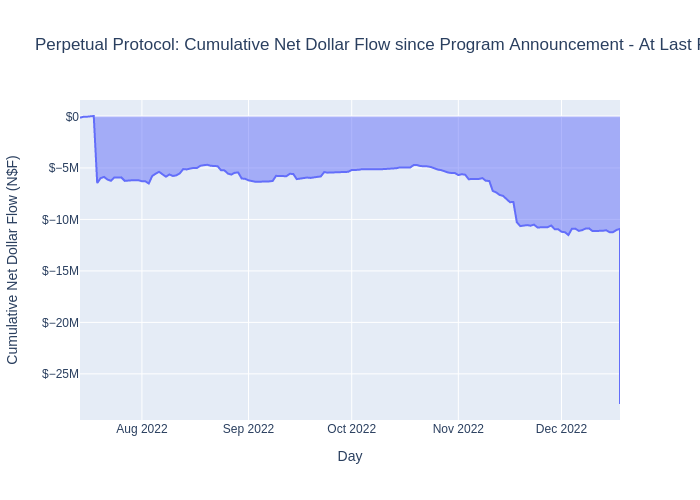 Perpetual Protocol: Cumulative Net Dollar Flow since Program Announcement - At Last
Cumulative Net Dollar Flow (N$F)
$0
$−5M
$−10M
$−15M
$−20M
$−25M
Aug 2022
Sep 2022
Oct 2022
Nov 2022
Dec 2022
Day